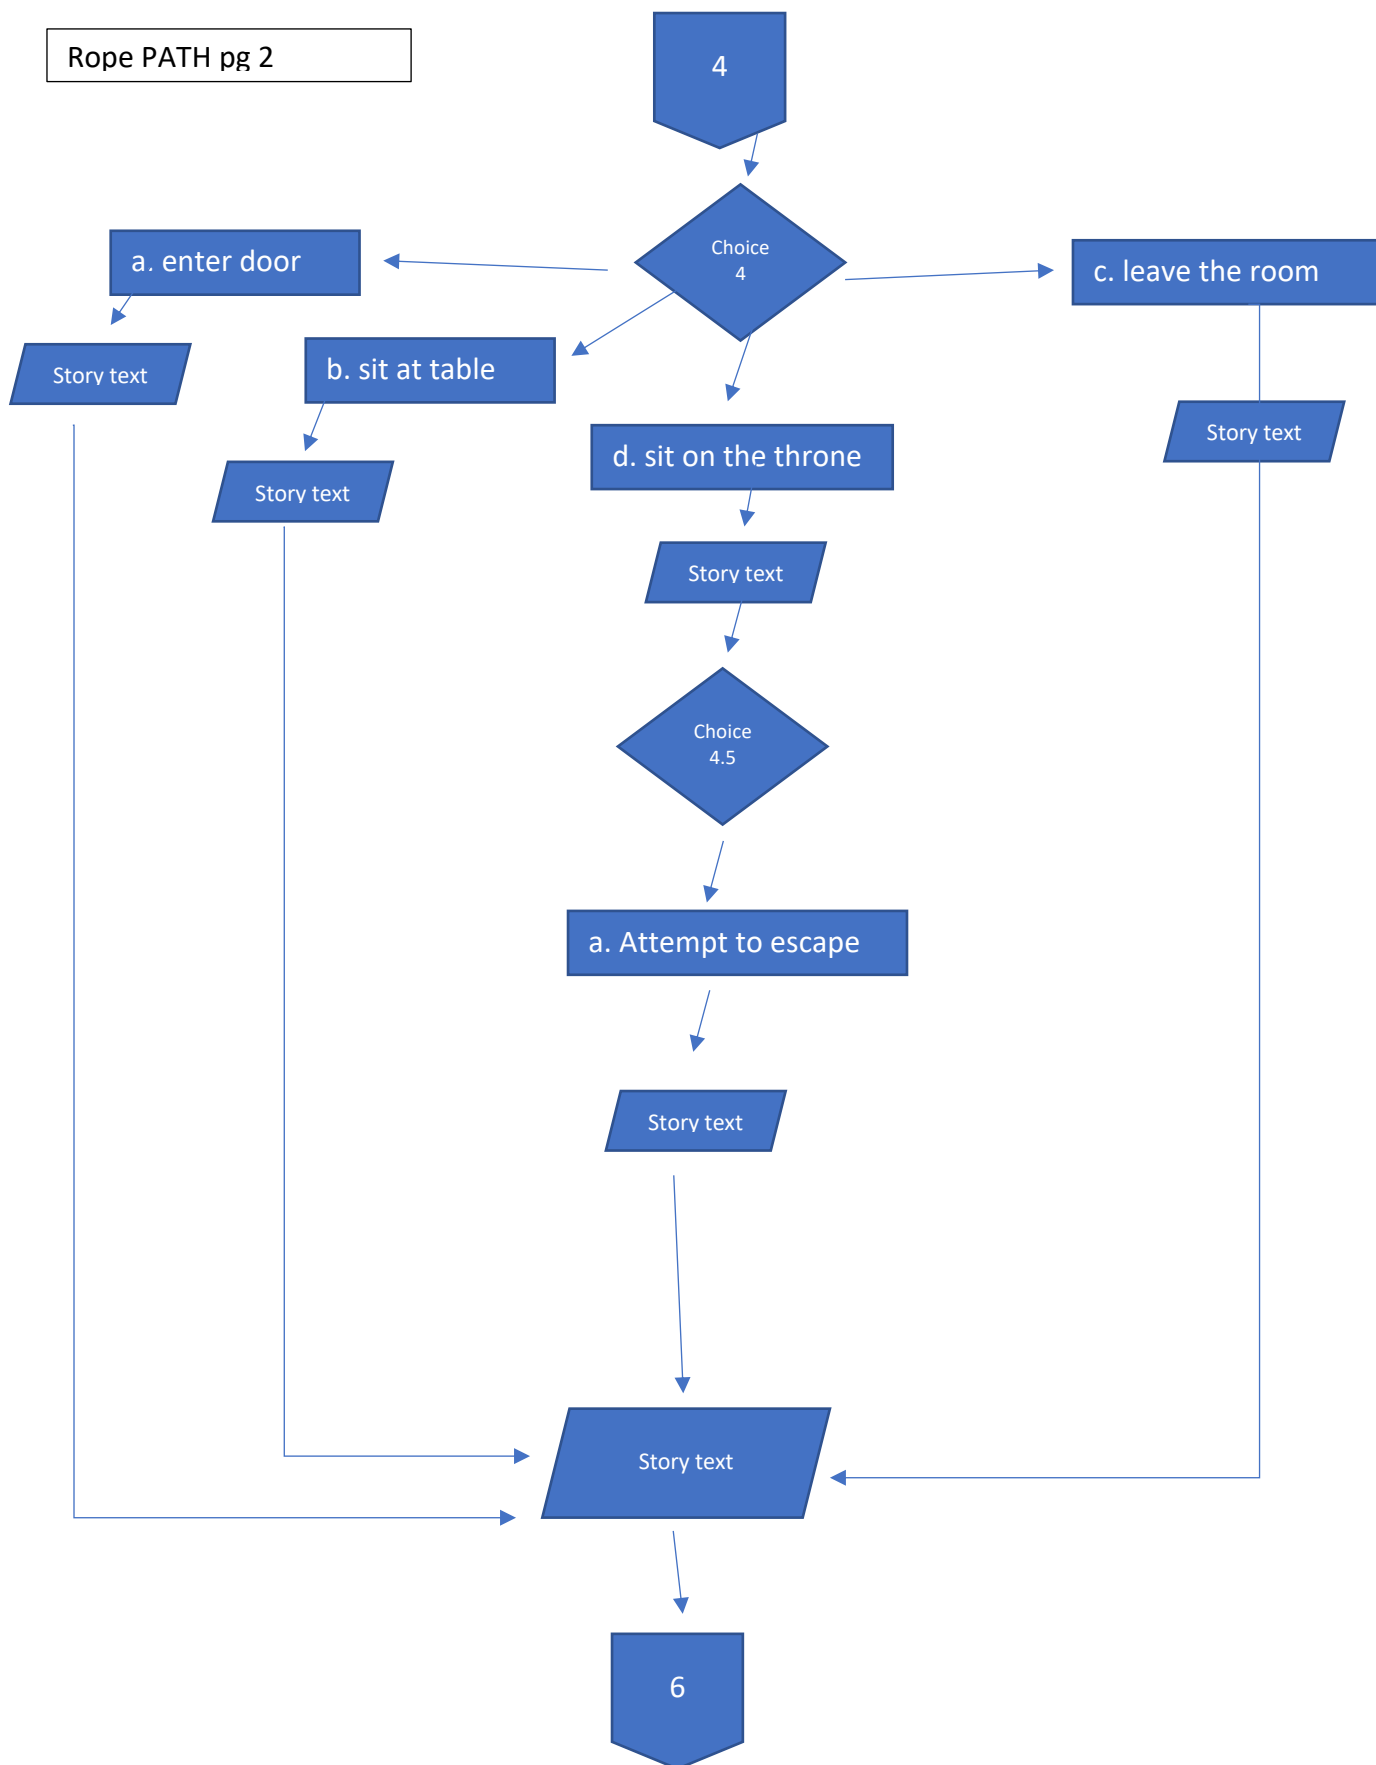 Rope PATH pg 2
4
Choice
4
a. enter door
c. leave the room
Story text
b. sit at table
Story text
d. sit on the throne
Story text
Story text
Choice
4.5
a. Attempt to escape
Story text
Story text
6